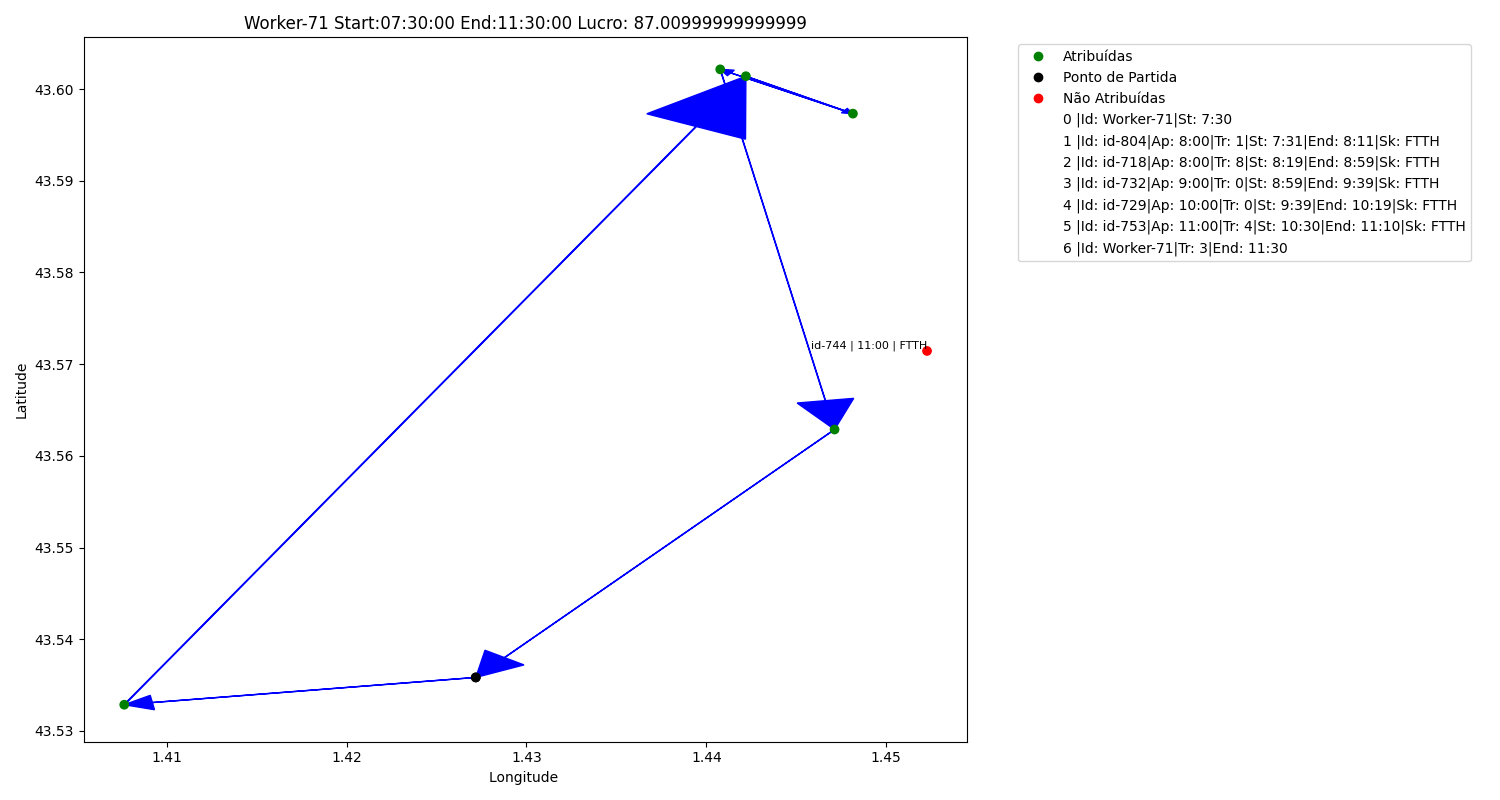 Worker-71 Start:07:30:00 End:11:30:00 Lucro: 87.00999999999999
Atribuídas
Ponto de Partida
Não Atribuídas
0 |Id: Worker-71|St: 7:30
1 |Id: id-804|Ap: 8:00|Tr: 1|St: 7:31|End: 8:11|Sk: FTTH
2 |Id: id-718|Ap: 8:00|Tr: 8|St: 8:19|End: 8:59|Sk: FTTH
3 |Id: id-732|Ap: 9:00|Tr: 0|St: 8:59|End: 9:39|Sk: FTTH
4 |Id: id-729|Ap: 10:00|Tr: 0|St: 9:39|End: 10:19|Sk: FTTH
5 |Id: id-753|Ap: 11:00|Tr: 4|St: 10:30|End: 11:10|Sk: FTTH
6 |Id: Worker-71|Tr: 3|End: 11:30
43.60
43.59
43.58
43.57
43.56
43.55
43.54
43.53
Latitude
id-744 | 11:00 | FTTH
1.41 1.42 1.43 1.44 1.45
Longitude